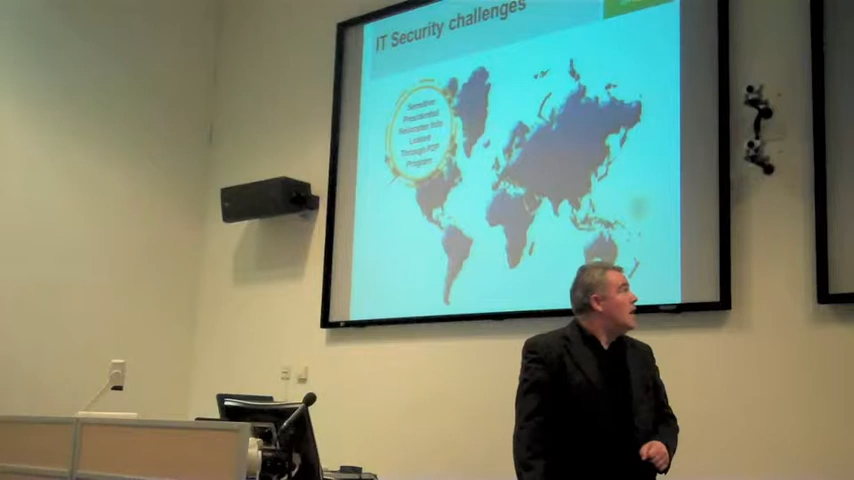 IT Security challenges
Sensitive
Presidential
Helicopter Info
Leaked
Through P2P
Program